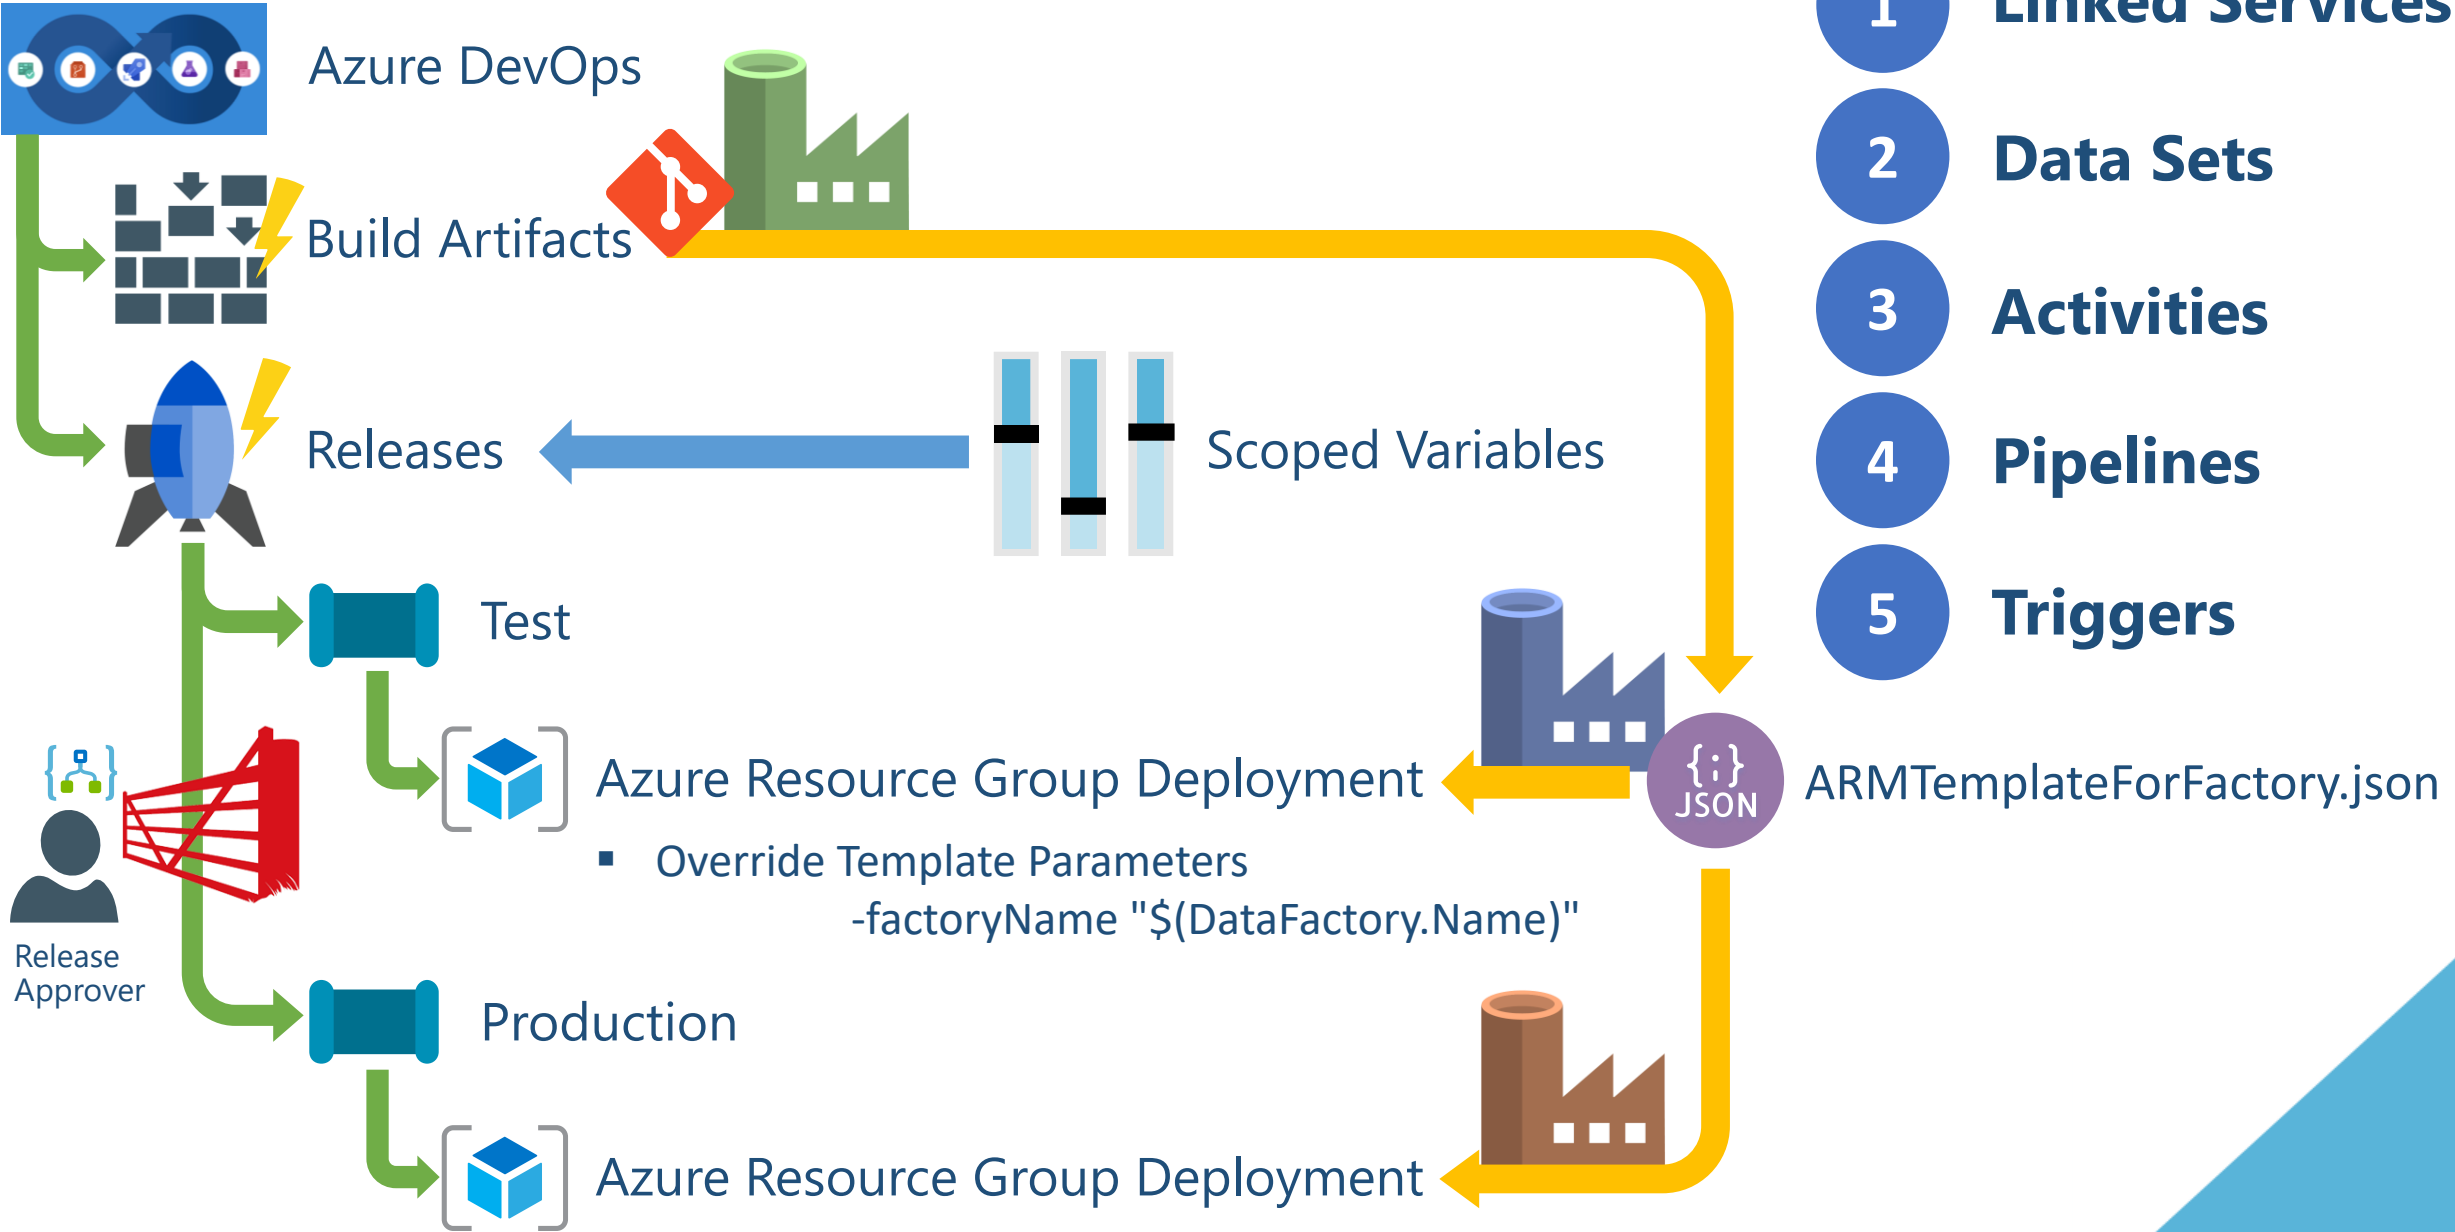 Azure DevOps
Build Artifacts
Releases
Scoped Variables
Test
Azure Resource Group Deployment
▪ Override Template Parameters
-factoryName "$(DataFactory.Name)"
Release
Approver
Production
Azure Resource Group Deployment
{;}
JSON
ARMTemplateForFactory.json
1 Linked Services
2 Data Sets
3 Activities
4 Pipelines
5 Triggers